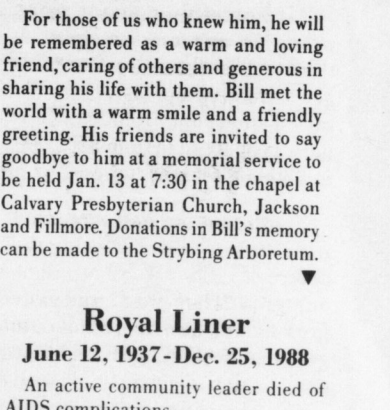 For those of us who knew him, he will
be remembered as a warm and loving
friend, caring of others and generous in
sharing his life with them. Bill met the
world with a warm smile and a friendly
greeting. His friends are invited to say
goodbye to him at a memorial service to
be held Jan. 13 at 7:30 in the chapel at
Calvary Presbyterian Church, Jackson
and Fillmore. Donations in Bill's memory
can be made to the Strybing Arboretum.
▼
Royal Liner
June 12, 1937-Dec. 25, 1988
An active community leader died of
AIDS complications